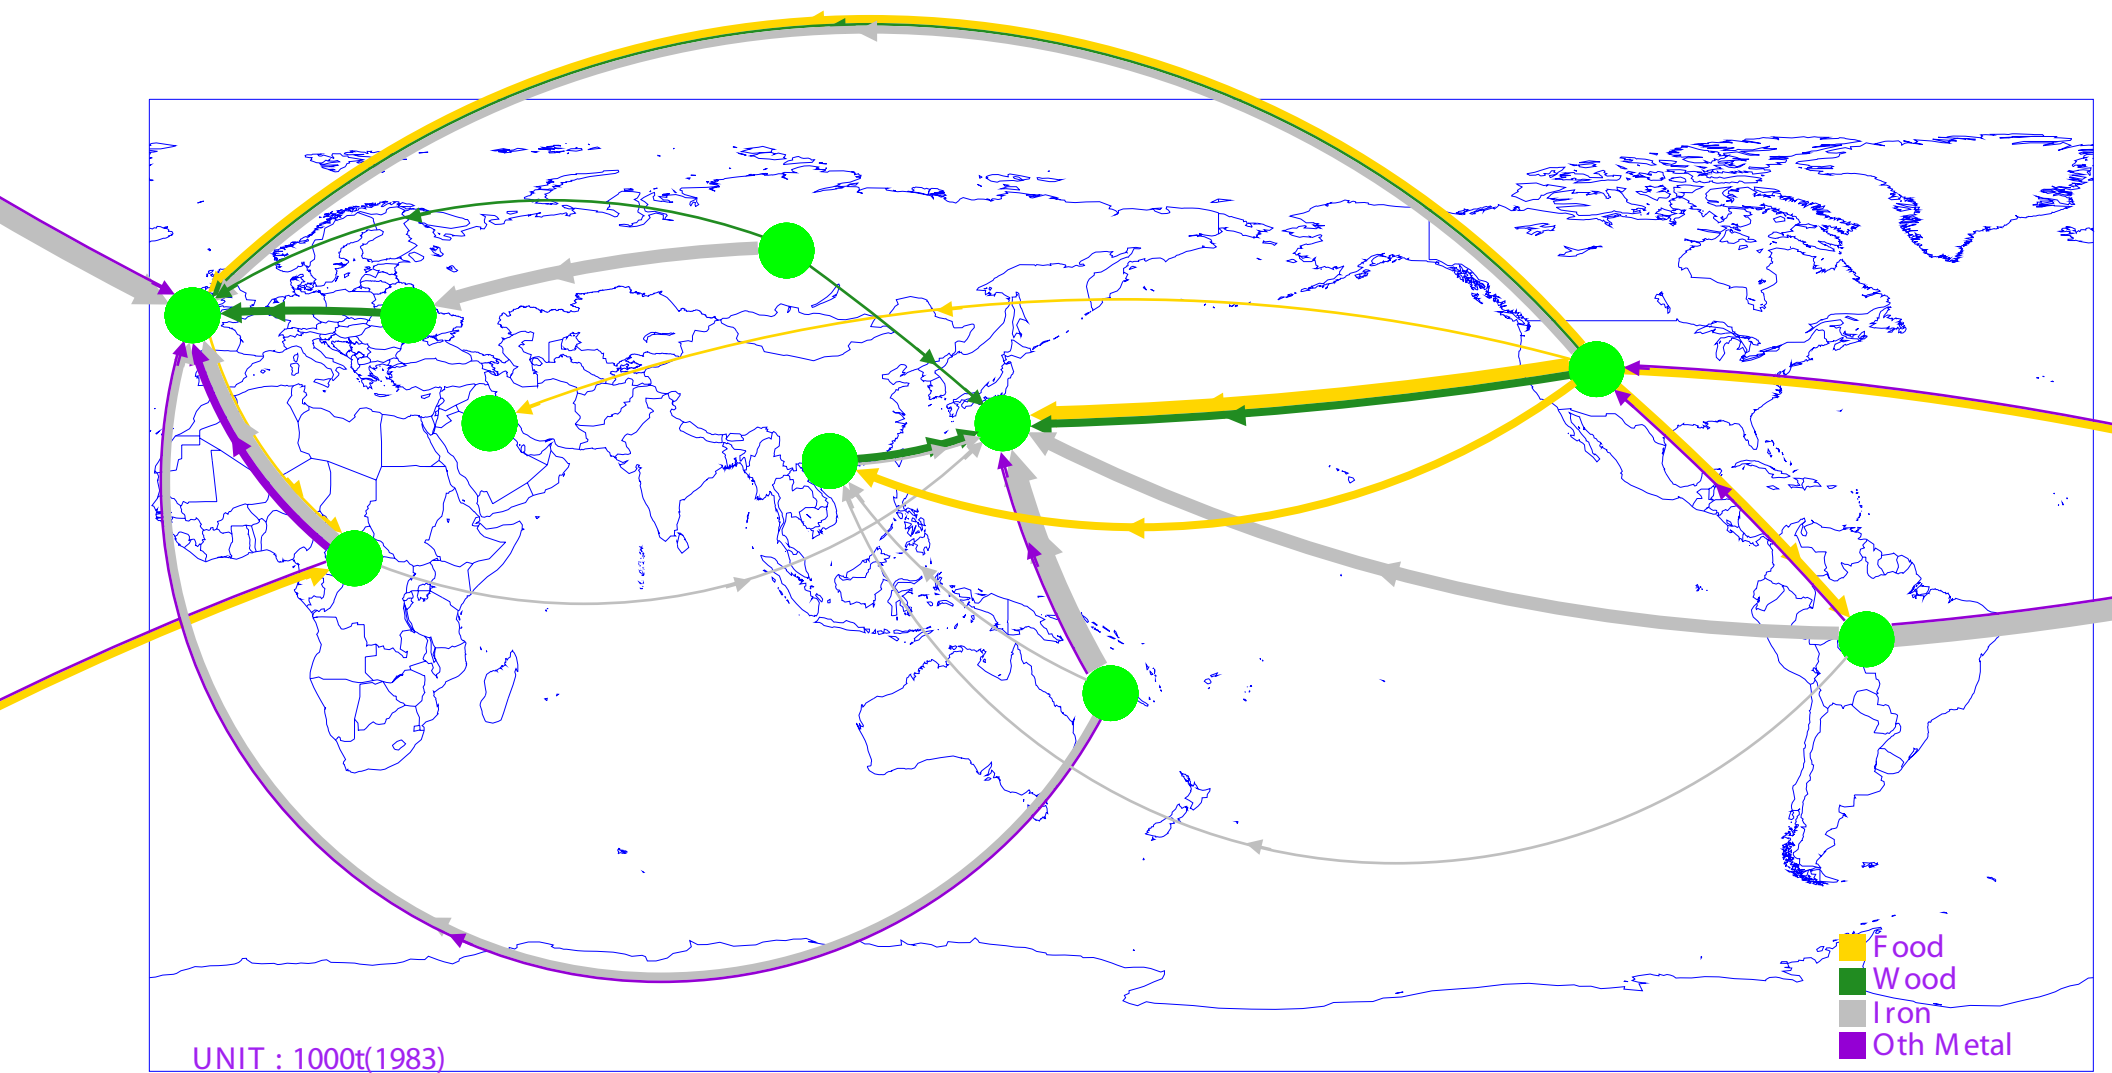 Food
Wood
Iron
Oth Metal
UNIT : 1000t(1983)